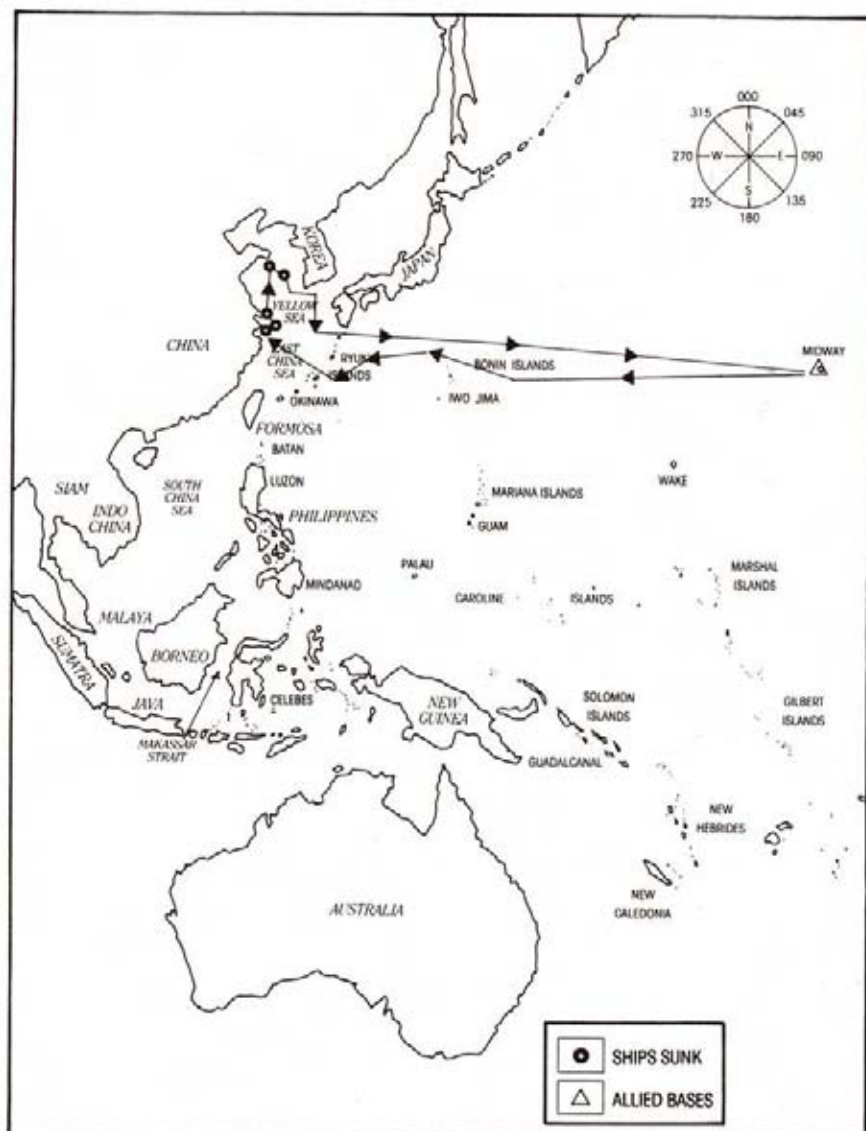 000
315
045
N
270
W
E
090
S
225
135
180
KOREA
JAPAN
YELLOW
SEA
CHINA
EAST
CHINA
SEA
RYUKU
ISLANDS
BONIN ISLANDS
MIDWAY
OKINAWA
IWO JIMA
FORMOSA
BATAN
LUZON
SIAM
SOUTH
CHINA
SEA
INDO
CHINA
MARIANA ISLANDS
WAKE
PHILIPPINES
GUAM
PALAU
MARSHAL
ISLANDS
MINDANAO
CAROLINE
ISLANDS
MALAYA
BORNEO
SUMATRA
JAVA
CELEBES
NEW
GUINEA
SOLOMON
ISLANDS
GILBERT
ISLANDS
MAKASSAR
STRAIT
GUADALCANAL
NEW
HEBRIDES
NEW
CALEDONIA
AUSTRALIA
SHIPS SUNK
ALLIED BASES